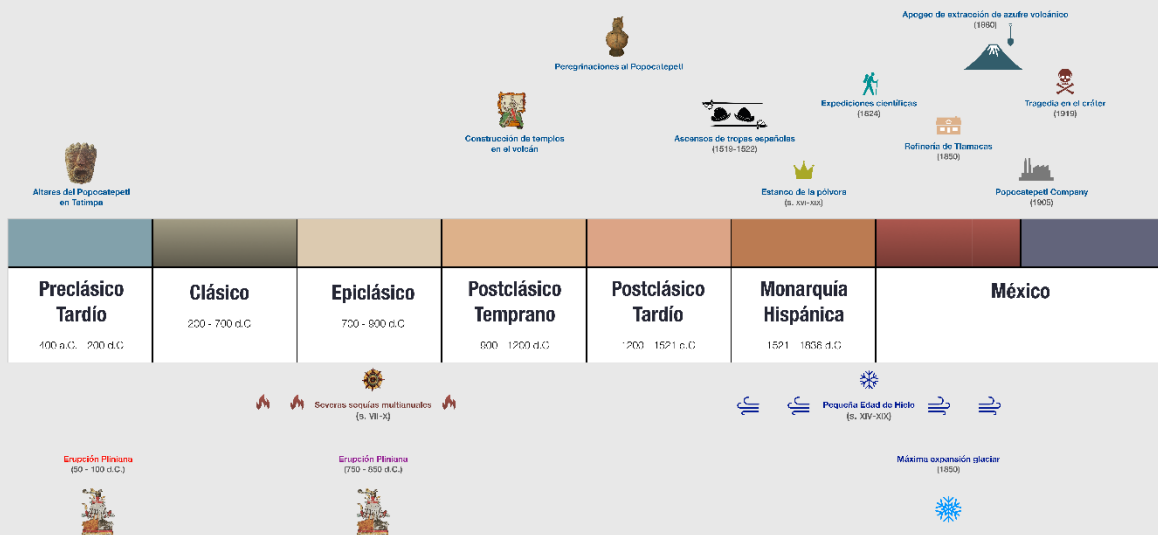 Apogeo de extracción de azufre volcánico
(1860)
Peregrinaciones al Popocatepetl
Expediciones científicas
(1824)
Tragedia en el cráter
(1919)
Construcción de templos
en el volcán
Ascensos de tropas españolas
(1519-1522)
Refinería de Tlamacas
(1850)
Altares del Popocatepetl
en Tetimpa
Estanco de la pólvora
(s. XVI-XIX)
Popocatepetl Company
(1905)
Preclásico
Tardío
400 a.C. 200 d.C
Clásico
200 - 700 d.C
Epiclásico
700 - 900 d.C.
Postclásico
Temprano
900 1200 d.C
Postclásico
Tardío
1200 1521 d.C
Monarquía
Hispánica
1521 1836 d.C
México
Severas sequías multianuales
(s. VII-X)
Pequeña Edad de Hielo
(s. XIV-XIX)
Erupción Pliniana
(50 - 100 d.C.)
Erupción Pliniana
(750 - 850 d.C.)
Máxima expansión glaciar
(1850)